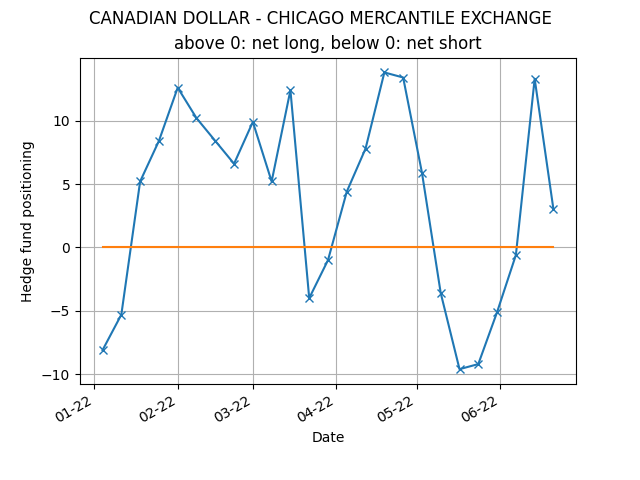 CANADIAN DOLLAR - CHICAGO MERCANTILE EXCHANGE
above 0: net long, below 0: net short
Hedge fund positioning
10
5
0
−5
−10
01-22
02-22
03-22
04-22
05-22
06-22
Date